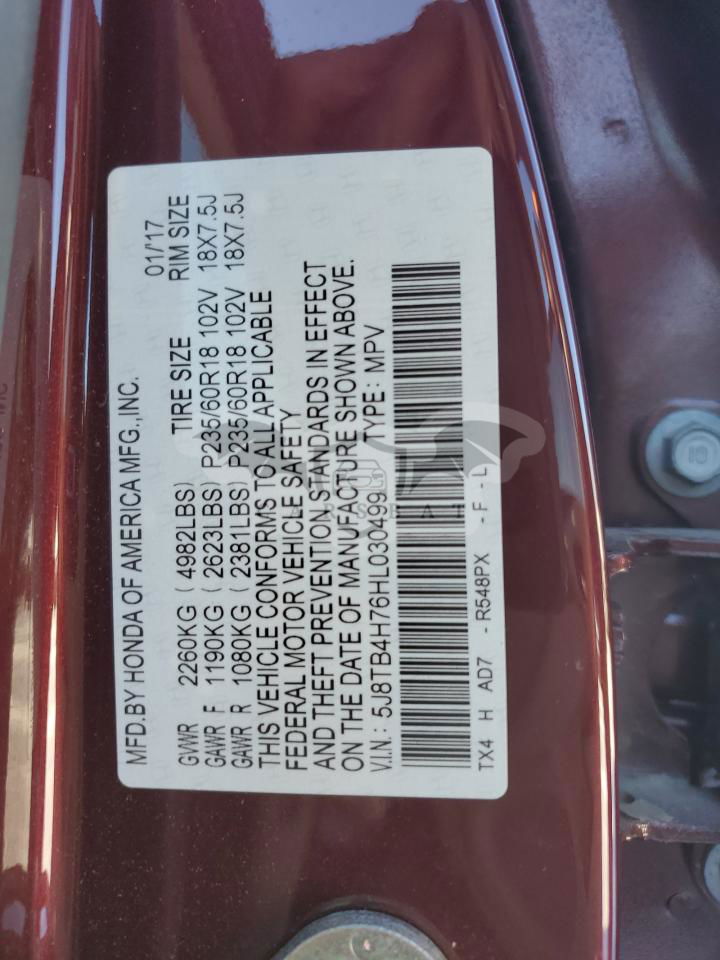 MFD.BY HONDA OF AMERICA MFG.,INC. 01/'17
GVWR 2260KG ( 4982LBS) TIRE SIZE RIM SIZE
GAWR F 1190KG ( 2623LBS) P235/60R18 102V 18X7.5J
GAWR R 1080KG ( 2381LBS) P235/60R18 102V 18X7.5J
THIS VEHICLE CONFORMS TO ALL APPLICABLE
FEDERAL MOTOR VEHICLE SAFETY
AND THEFT PREVENTION STANDARDS IN EFFECT
ON THE DATE OF MANUFACTURE SHOWN ABOVE.
V.I.N.: 5J8TB4H76HL030499 TYPE: MPV
TX4 H AD7 - R548PX - F - L